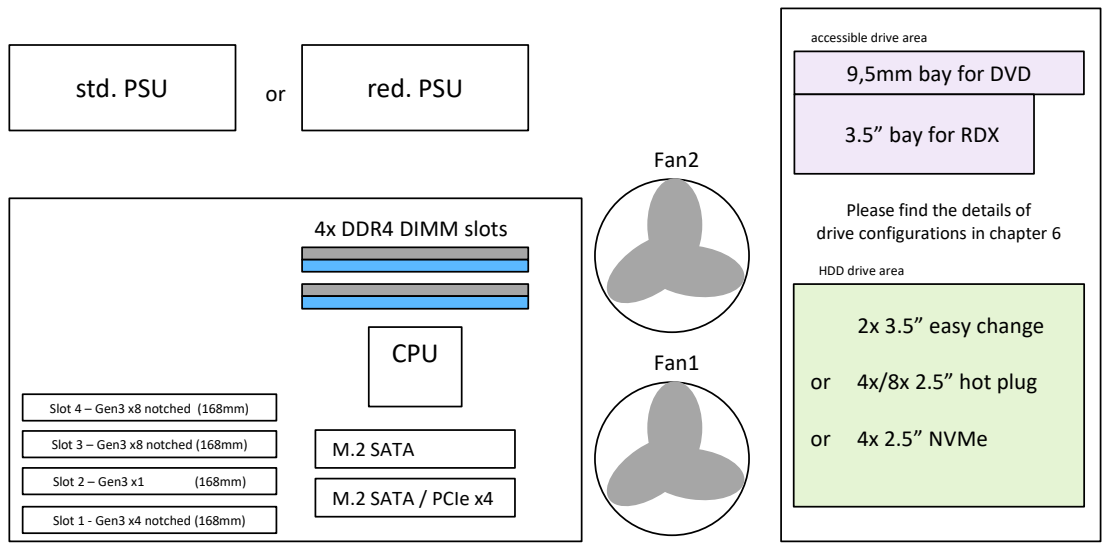 std. PSU
or
red. PSU
4x DDR4 DIMM slots
CPU
M.2 SATA
M.2 SATA / PCIe x4
Slot 4 – Gen3 x8 notched (168mm)
Slot 3 – Gen3 x8 notched (168mm)
Slot 2 – Gen3 x1 (168mm)
Slot 1 - Gen3 x4 notched (168mm)
Fan2
Fan1
accessible drive area
9,5mm bay for DVD
3.5” bay for RDX
Please find the details of
drive configurations in chapter 6
HDD drive area
2x 3.5” easy change
or 4x/8x 2.5” hot plug
or 4x 2.5” NVMe